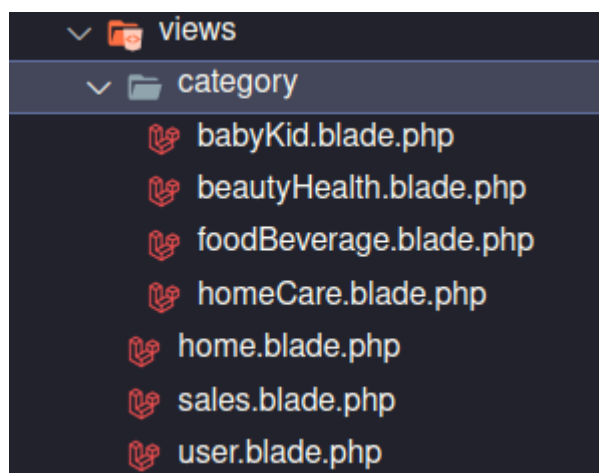 views
category
babyKid.blade.php
beautyHealth.blade.php
foodBeverage.blade.php
homeCare.blade.php
home.blade.php
sales.blade.php
user.blade.php